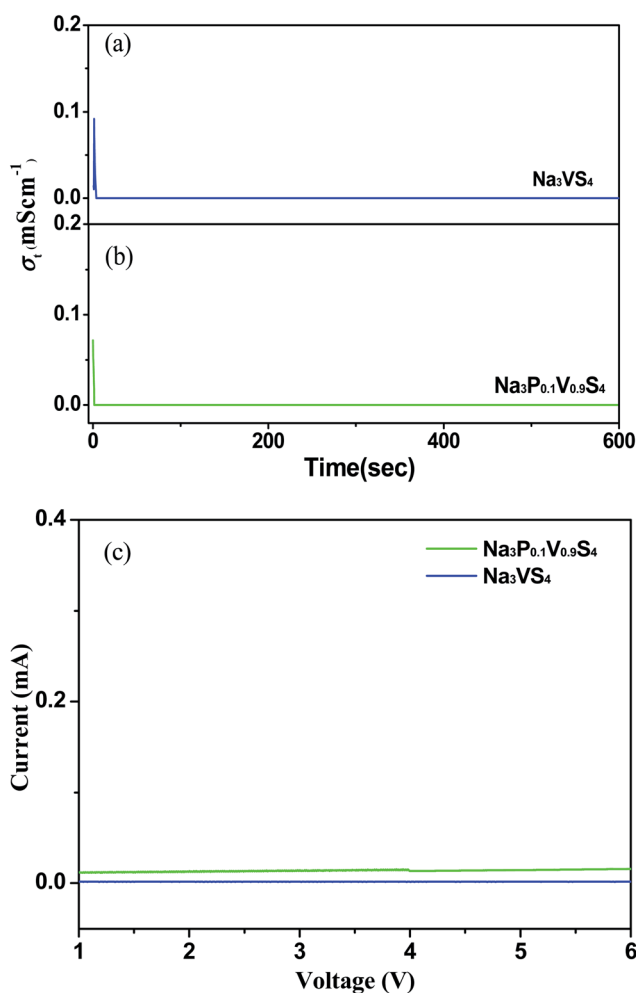 0.2
(a)
0.1
Na₃VS₄
0.0
σt (mScm⁻¹)
0.2
(b)
0.1
Na₃P₀.₁V₀.₉S₄
0.0
0 200 400 600
Time(sec)
0.4
(c)
Na₃P₀.₁V₀.₉S₄
Na₃VS₄
0.2
Current (mA)
0.0
1 2 3 4 5 6
Voltage (V)